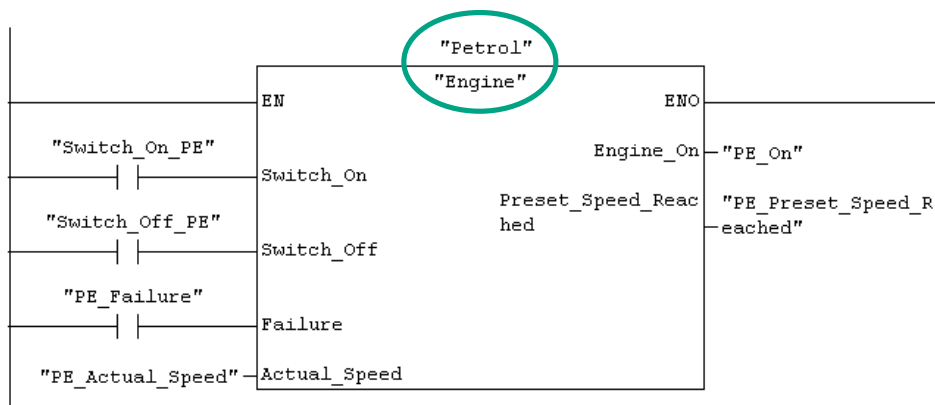 "Petrol"
"Engine"
EN
ENO
"Switch_On_PE"
Switch_On
Engine_On
"PE_On"
"Switch_Off_PE"
Switch_Off
Preset_Speed_Reac
hed
"PE_Preset_Speed_R
eached"
"PE_Failure"
Failure
"PE_Actual_Speed"
Actual_Speed